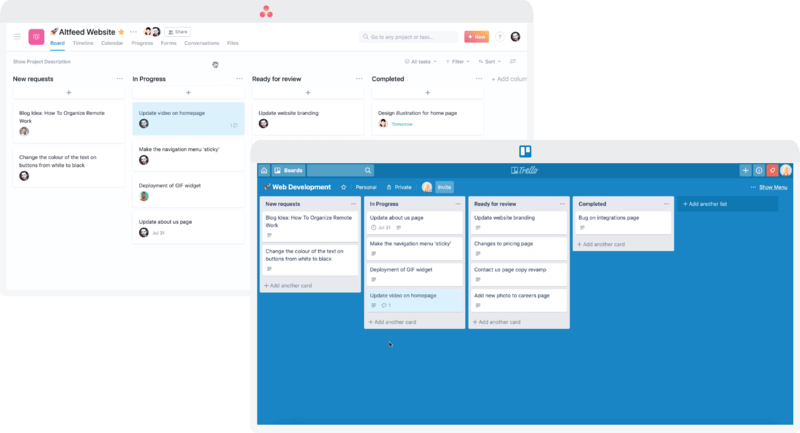 Altfeed Website
Share
Go to any project or task...
+ New
?
Board Timeline Calendar Progress Forms Conversations Files
Show Project Description
All tasks Filter Sort
New requests
Blog Idea: How To Organize Remote
Work
Change the colour of the text on
buttons from white to black
In Progress
Update video on homepage
1
Make the navigation menu 'sticky'
Deployment of GIF widget
Update about us page
Jul 31
Ready for review
Update website branding
Completed
Design illustration for home page
Tomorrow
+ Add colum
Boards
Trello
Web Development
Personal
Private
Invite
Show Menu
New requests
Blog Idea: How To Organize Remote
Work
Change the colour of the text on
buttons from white to black
+ Add another card
In Progress
Update about us page
Jul 31
Make the navigation menu 'sticky'
Deployment of GIF widget
Update video on homepage
1
+ Add another card
Ready for review
Update website branding
Changes to pricing page
Contact us page copy revamp
Add new photo to careers page
+ Add another card
Completed
Bug on integrations page
+ Add another card
+ Add another list